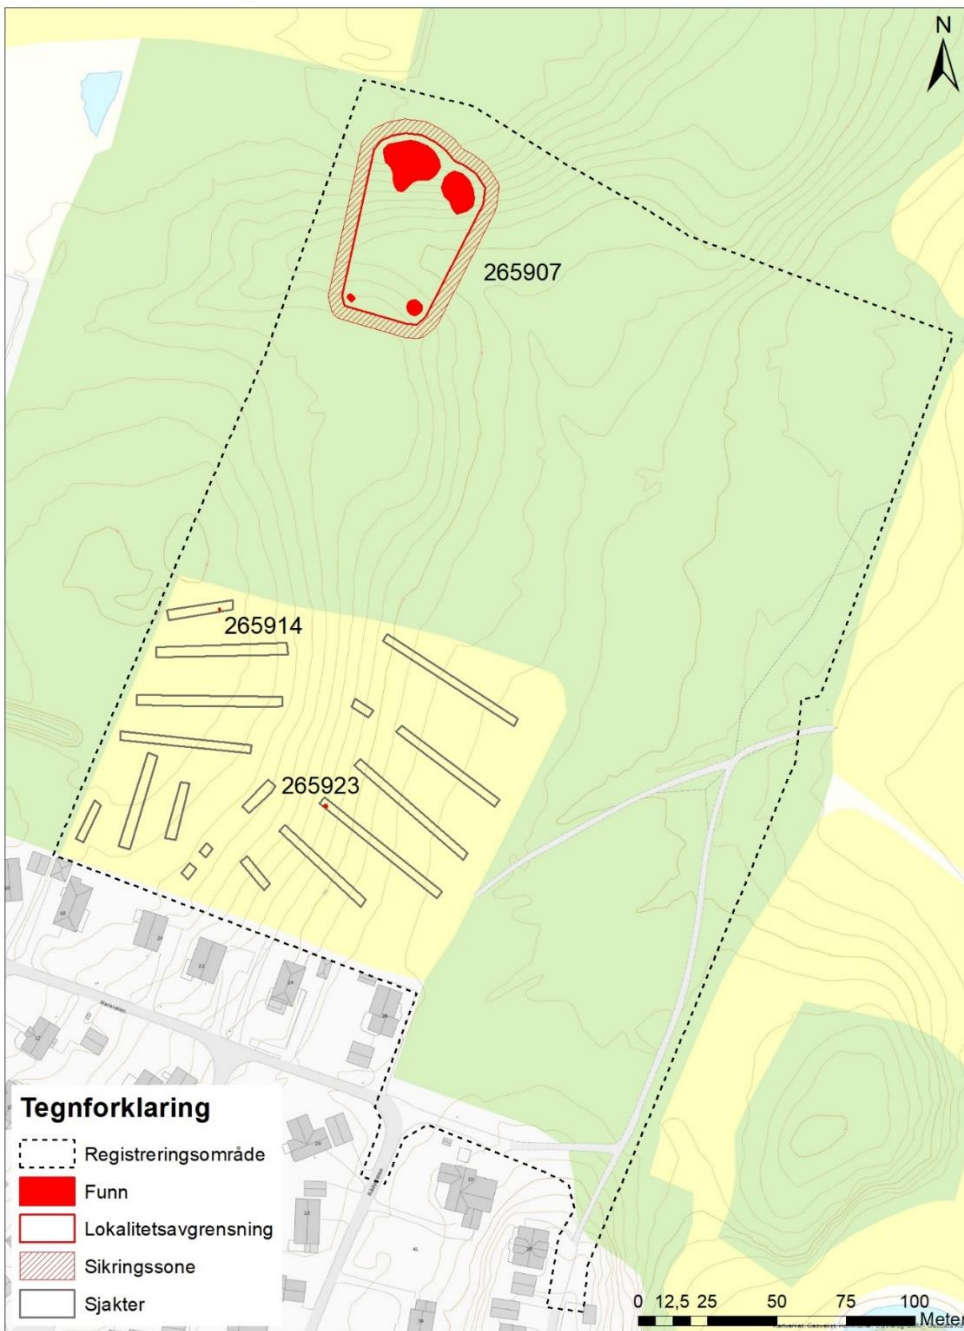 N
265907
265914
265923
Tegnforklaring
Registreringsområde
Funn
Lokalitetsavgrensning
Sikringssone
Sjakter
0 12,5 25 50 75 100
Meter